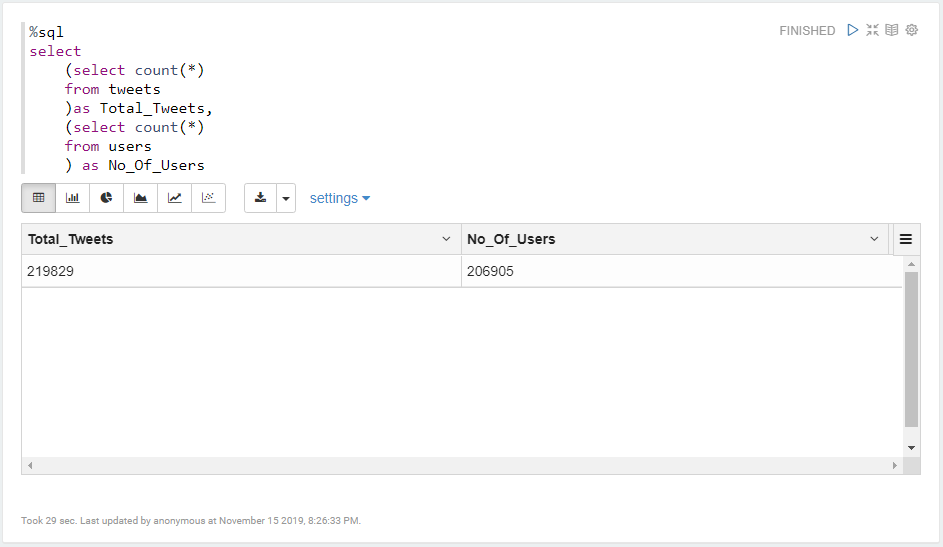 %sql
FINISHED
select
(select count(*)
from tweets
)as Total_Tweets,
(select count(*)
from users
) as No_Of_Users
settings
Total_Tweets No_Of_Users
219829 206905
Took 29 sec. Last updated by anonymous at November 15 2019, 8:26:33 PM.